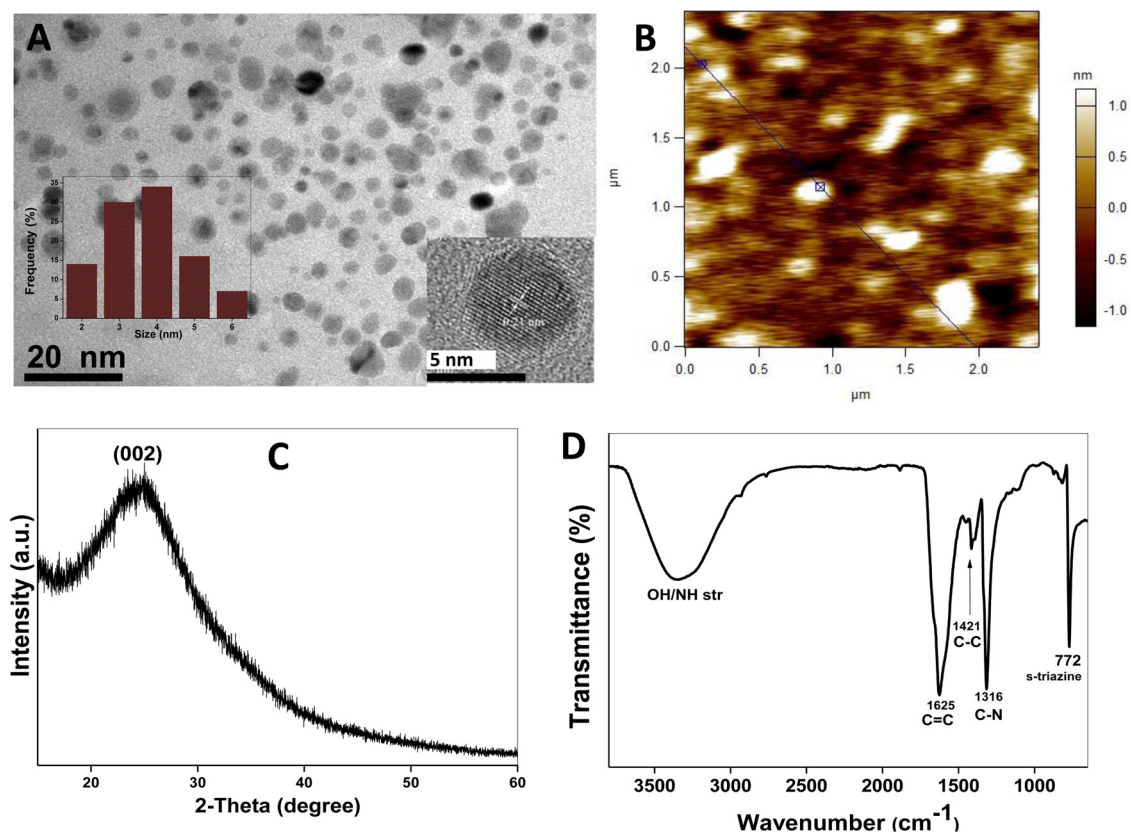 A
Frequency (%)
35
30
25
20
15
10
5
0
2 3 4 5 6
Size (nm)
20 nm
0.21 nm
5 nm
B
µm
2.0
1.5
1.0
0.5
0.0
0.0 0.5 1.0 1.5 2.0
µm
nm
1.0
0.5
0.0
-0.5
-1.0
C
(002)
Intensity (a.u.)
20 30 40 50 60
2-Theta (degree)
D
Transmittance (%)
OH/NH str
1421
C-C
1625
C=C
1316
C-N
772
s-triazine
3500 3000 2500 2000 1500 1000
Wavenumber (cm-1)